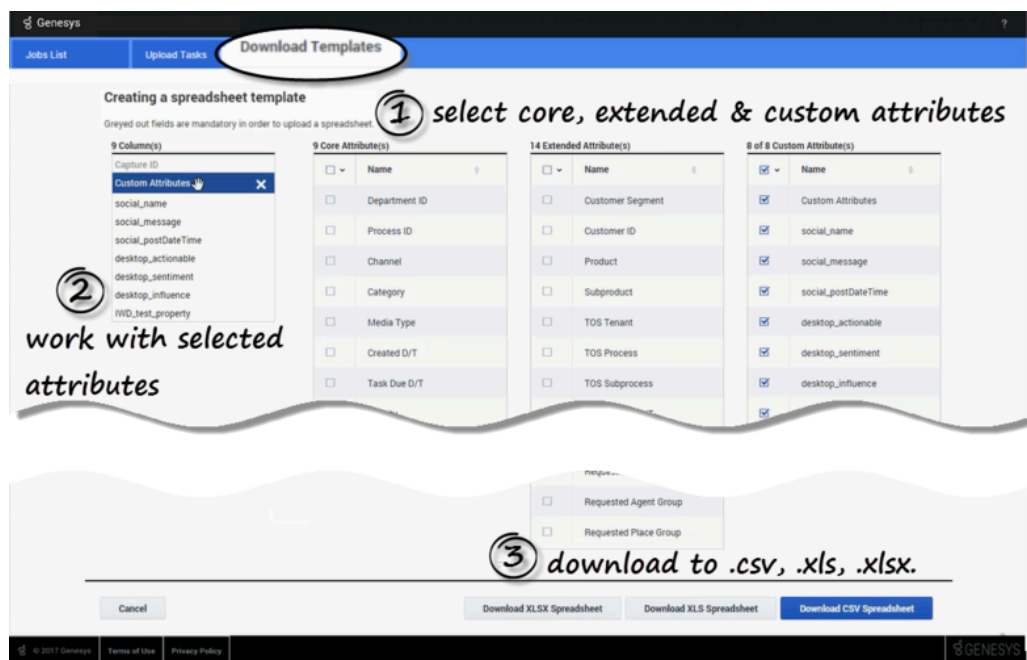 Genesys
?
Jobs List
Upload Tasks
Download Templates
Creating a spreadsheet template
Greyed out fields are mandatory in order to upload a spreadsheet.
1 select core, extended & custom attributes
9 Column(s)
Capture ID
Custom Attributes
social_name
social_message
social_postDateTime
desktop_actionable
desktop_sentiment
desktop_influence
IWD_test_property
2
work with selected
attributes
9 Core Attribute(s)
Name
Department ID
Process ID
Channel
Category
Media Type
Created D/T
Task Due D/T
14 Extended Attribute(s)
Name
Customer Segment
Customer ID
Product
Subproduct
TOS Tenant
TOS Process
TOS Subprocess
8 of 8 Custom Attribute(s)
Name
Custom Attributes
social_name
social_message
social_postDateTime
desktop_actionable
desktop_sentiment
desktop_influence
Requested Agent Group
Requested Place Group
3 download to .csv, .xls, .xlsx.
Cancel
Download XLSX Spreadsheet
Download XLS Spreadsheet
Download CSV Spreadsheet
© 2017 Genesys
Terms of Use
Privacy Policy
GENESYS